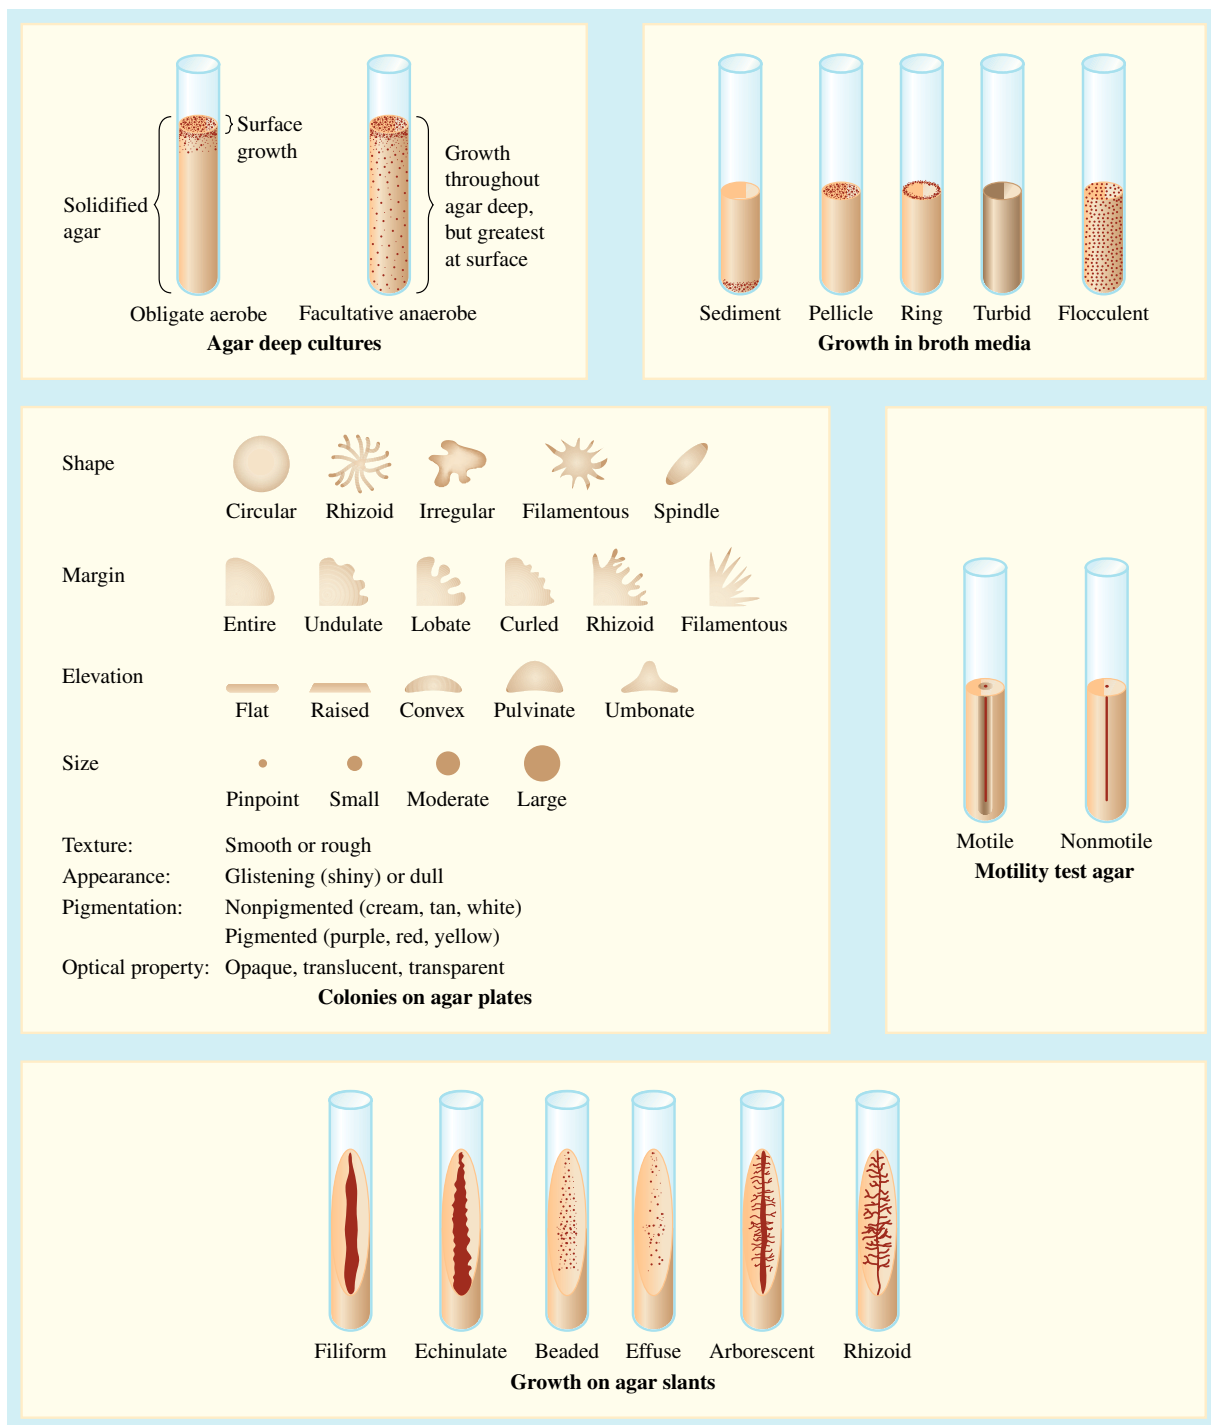 Surface
growth
Solidified
agar
Growth
throughout
agar deep,
but greatest
at surface
Obligate aerobe
Facultative anaerobe
Agar deep cultures
Sediment Pellicle Ring Turbid Flocculent
Growth in broth media
Shape
Circular Rhizoid Irregular Filamentous Spindle
Margin
Entire Undulate Lobate Curled Rhizoid Filamentous
Elevation
Flat Raised Convex Pulvinate Umbonate
Size
Pinpoint Small Moderate Large
Texture: Smooth or rough
Appearance: Glistening (shiny) or dull
Pigmentation: Nonpigmented (cream, tan, white)
Pigmented (purple, red, yellow)
Optical property: Opaque, translucent, transparent
Colonies on agar plates
Motile Nonmotile
Motility test agar
Filiform Echinulate Beaded Effuse Arborescent Rhizoid
Growth on agar slants